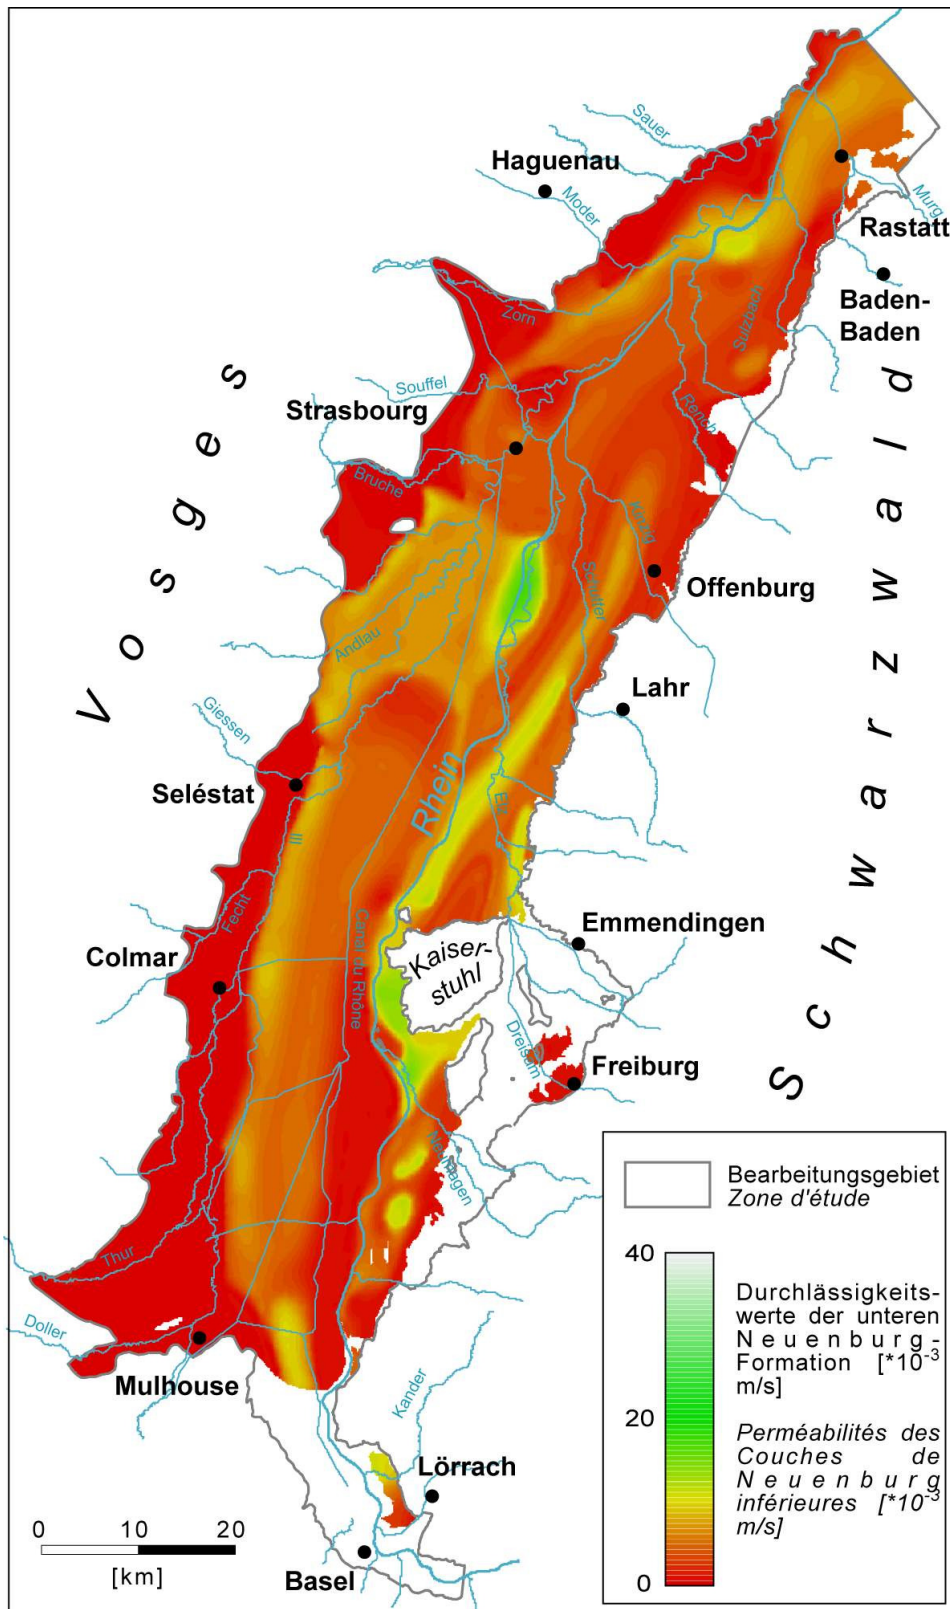 Sauer
Haguenau
Moder
Murg
Rastatt
Baden-
Baden
Zorn
Sulzbach
Souffel
Strasbourg
Rench
Bruche
Kinzig
Schutter
Offenburg
Vosges
Schwarzwald
Andlau
Lahr
Giessen
Seléstat
Rhein
Elz
Ill
Fecht
Emmendingen
Colmar
Canal du Rhône
Kaiser-
stuhl
Dreisam
Freiburg
Neumagen
Thur
Doller
Mulhouse
Kander
Lörrach
Basel
0 10 20
[km]
Bearbeitungsgebiet
Zone d'étude
40
20
0
Durchlässigkeits-
werte der unteren
Neuenburg-
Formation [*10⁻³
m/s]
Perméabilités des
Couches de
Neuenburg
inférieures [*10⁻³
m/s]